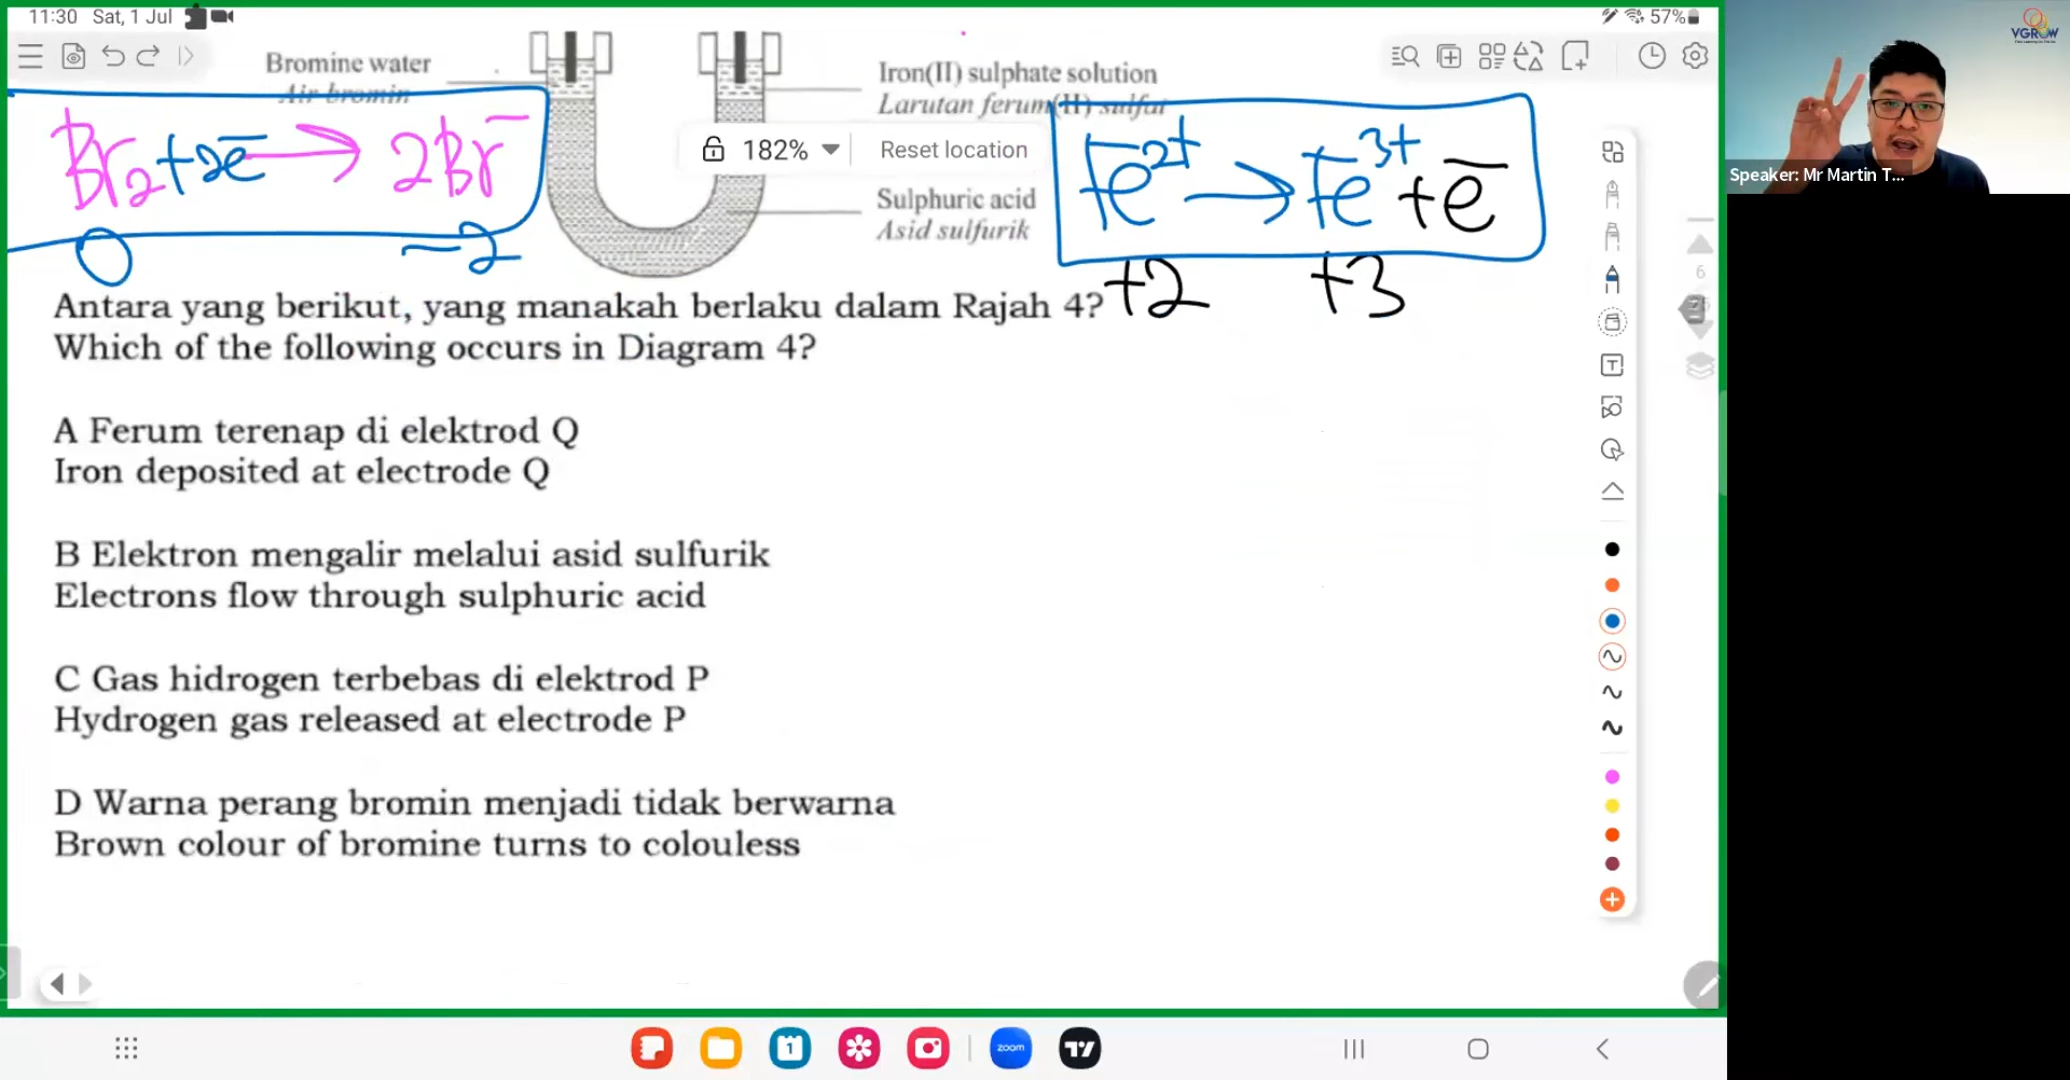 11:30 Sat, 1 Jul
57%
VGROW
Bromine water
Air bromin
Iron(II) sulphate solution
Larutan ferum(II) sulfat
182%
Reset location
Sulphuric acid
Asid sulfurik
Br₂ + 2e⁻ → 2Br⁻
0 -2
Fe²⁺ → Fe³⁺ + e⁻
+2 +3
Speaker: Mr Martin T...
6
Antara yang berikut, yang manakah berlaku dalam Rajah 4?
Which of the following occurs in Diagram 4?
A Ferum terenap di elektrod Q
Iron deposited at electrode Q
B Elektron mengalir melalui asid sulfurik
Electrons flow through sulphuric acid
C Gas hidrogen terbebas di elektrod P
Hydrogen gas released at electrode P
D Warna perang bromin menjadi tidak berwarna
Brown colour of bromine turns to colouless
1
zoom